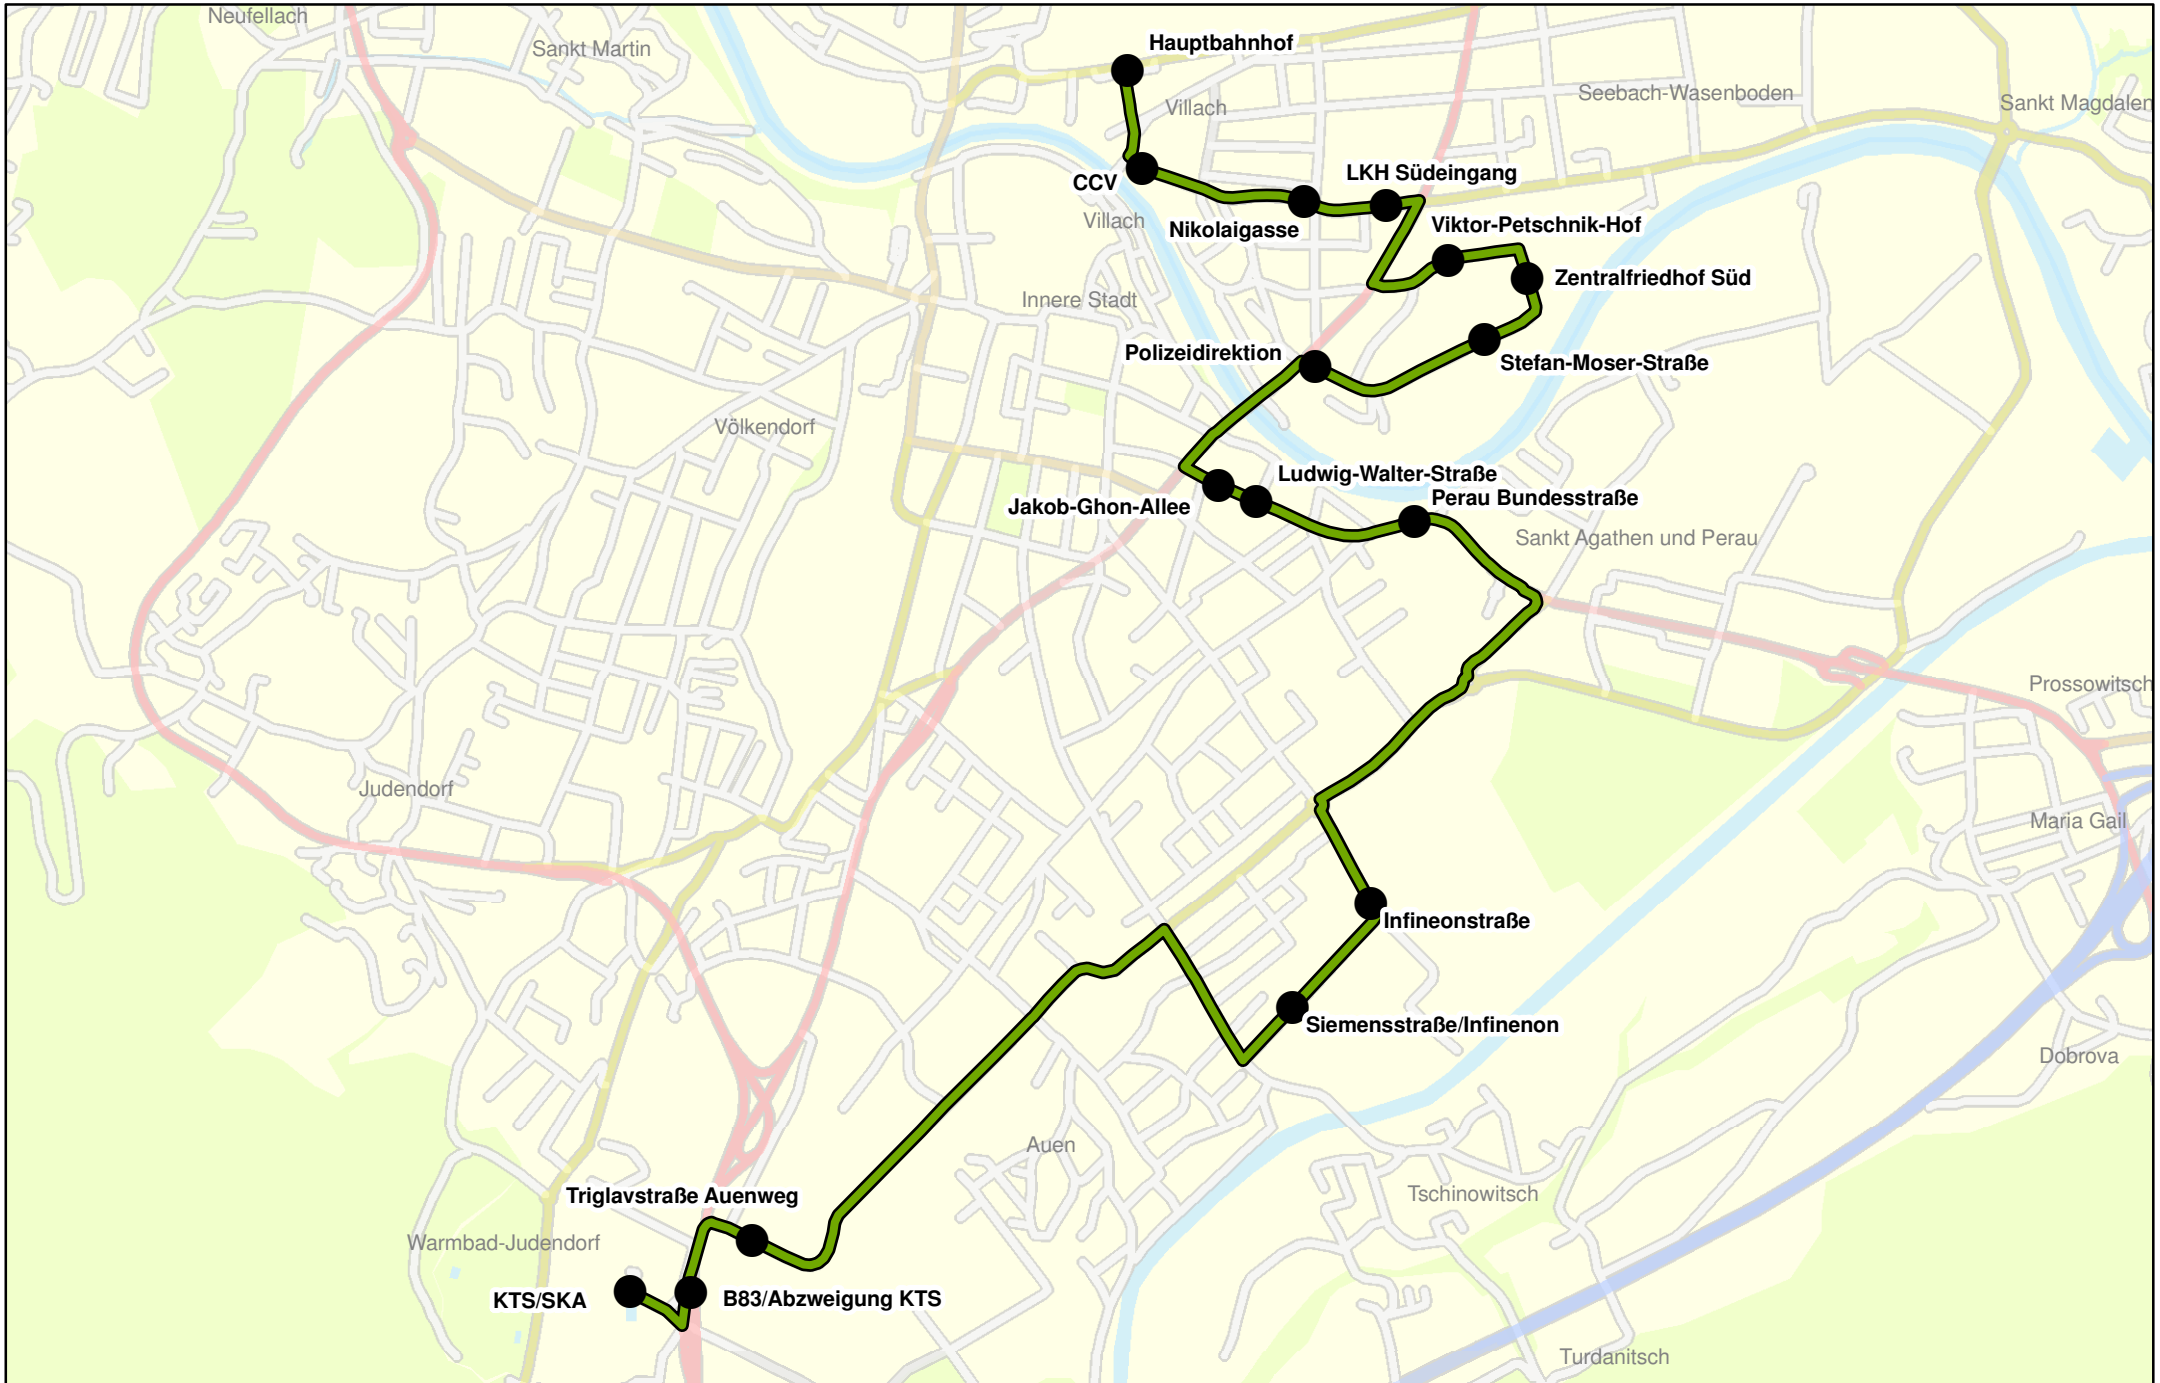 Neufellach
Hauptbahnhof
Sankt Martin
Seebach-Wasenboden
Sankt Magdalen
Villach
LKH Südeingang
CCV
Villach
Nikolaigasse
Viktor-Petschnik-Hof
Zentralfriedhof Süd
Innere Stadt
Polizeidirektion
Stefan-Moser-Straße
Völkendorf
Ludwig-Walter-Straße
Perau Bundesstraße
Jakob-Ghon-Allee
Sankt Agathen und Perau
Prossowitsch
Judendorf
Maria Gail
Infineonstraße
Siemensstraße/Infinenon
Dobrova
Auen
Triglavstraße Auenweg
Tschinowitsch
Warmbad-Judendorf
KTS/SKA
B83/Abzweigung KTS
Turdanitsch